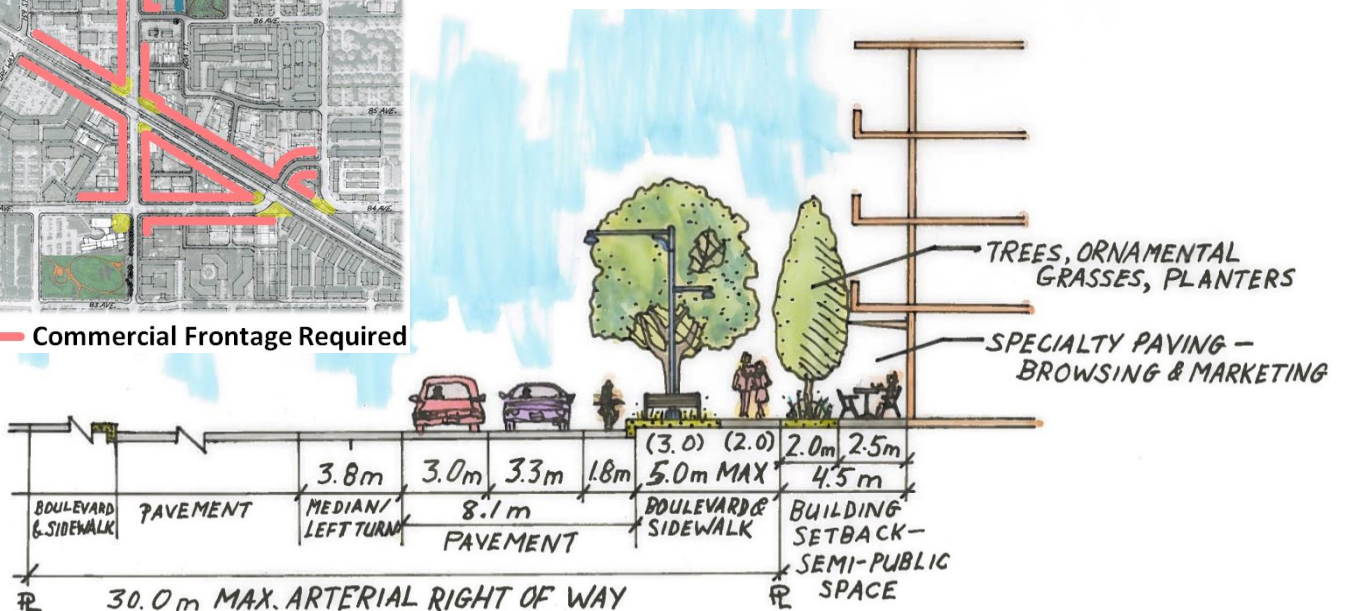 86 AVE.
85 AVE.
84 AVE.
83 AVE.
Commercial Frontage Required
TREES, ORNAMENTAL
GRASSES, PLANTERS
SPECIALTY PAVING –
BROWSING & MARKETING
3.8m
3.0m
3.3m
1.8m
(3.0) (2.0)
5.0m MAX
2.0m
2.5m
4.5 m
BOULEVARD
& SIDEWALK
PAVEMENT
MEDIAN/
LEFT TURN
8.1 m
PAVEMENT
BOULEVARD &
SIDEWALK
BUILDING
SETBACK–
SEMI-PUBLIC
SPACE
PL
30.0 m MAX. ARTERIAL RIGHT OF WAY
PL